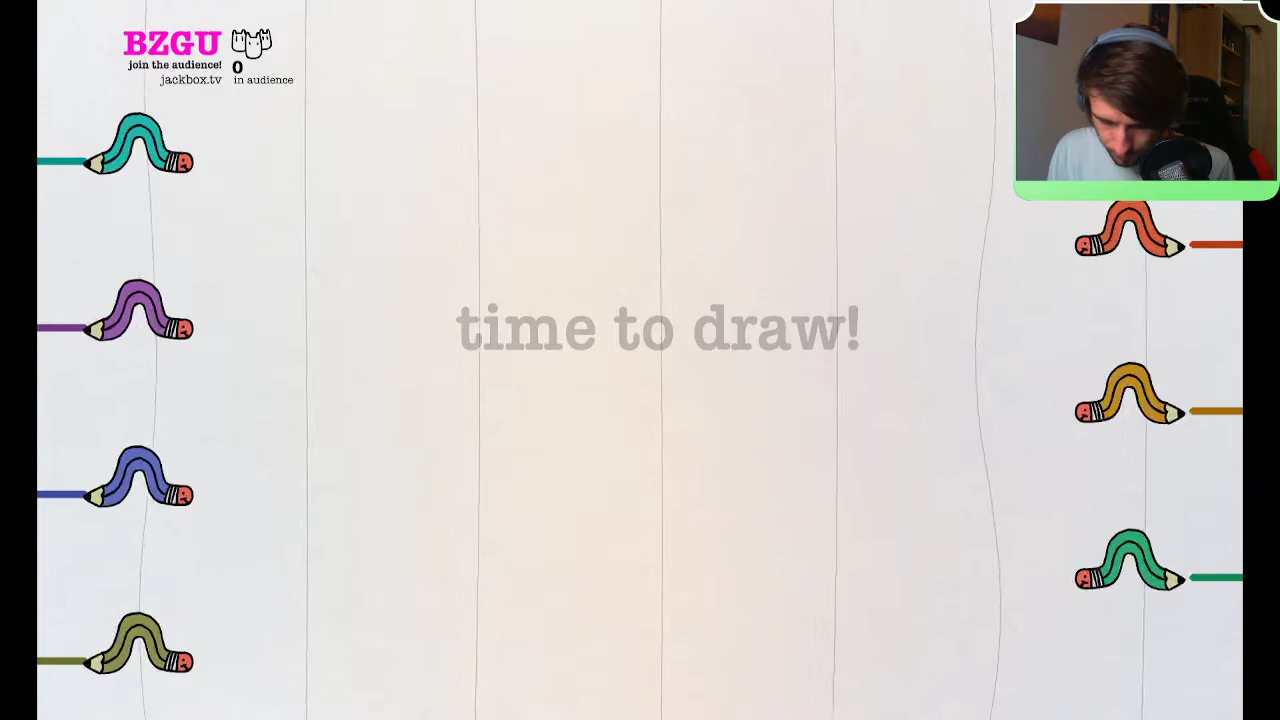 BZGU
join the audience!
jackbox.tv
0
in audience
time to draw!